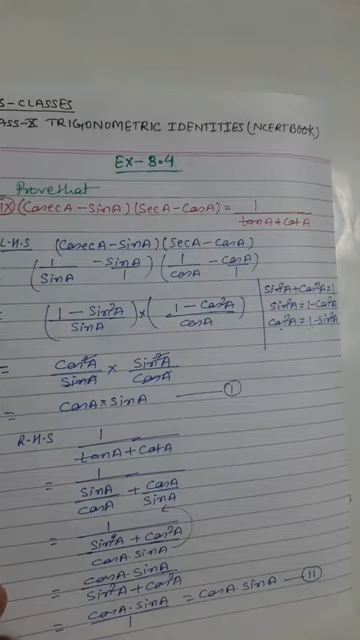 S-CLASSES
ASS-X TRIGONOMETRIC IDENTITIES (NCERT BOOK)
EX-8.4
Prove that
ix) (CosecA - SinA) (SecA - CosA) = 1 / tanA + CotA
L.H.S (CosecA - SinA) (SecA - CosA)
(1/SinA - SinA/1) (1/CosA - CosA/1)
= (1 - Sin²A / SinA) × (1 - Cos²A / CosA)
Sin²A + Cos²A = 1
Sin²A = 1 - Cos²A
Cos²A = 1 - Sin²A
= Cos²A / SinA × Sin²A / CosA
= CosA × SinA — I
R.H.S 1 / tanA + CotA
= 1 / SinA/CosA + CosA/SinA
= 1 / Sin²A + Cos²A / CosA . SinA
= CosA . SinA / Sin²A + Cos²A
= CosA . SinA / 1 = CosA . SinA — II